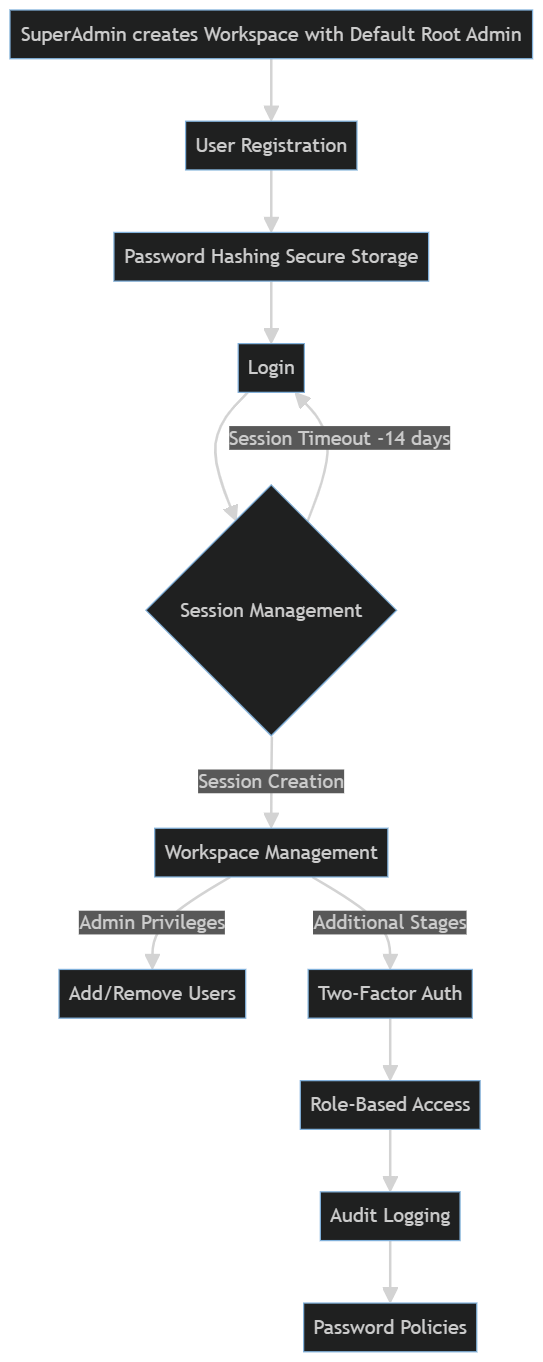 SuperAdmin creates Workspace with Default Root Admin
User Registration
Password Hashing Secure Storage
Login
Session Timeout -14 days
Session Management
Session Creation
Workspace Management
Admin Privileges
Additional Stages
Add/Remove Users
Two-Factor Auth
Role-Based Access
Audit Logging
Password Policies